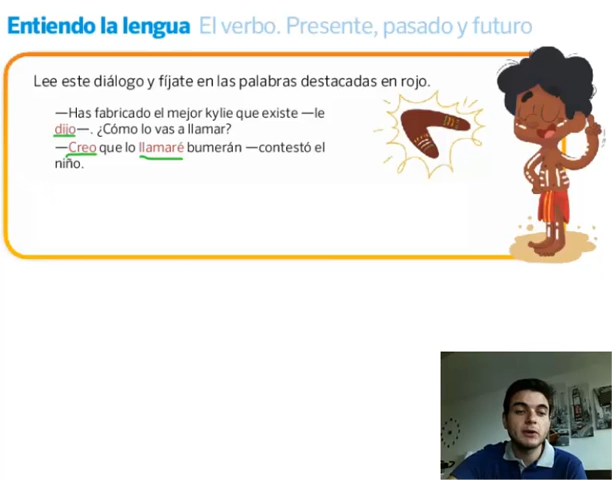 Entiendo la lengua El verbo. Presente, pasado y futuro
Lee este diálogo y fíjate en las palabras destacadas en rojo.
—Has fabricado el mejor kylie que existe —le
dijo—. ¿Cómo lo vas a llamar?
—Creo que lo llamaré bumerán —contestó el
niño.